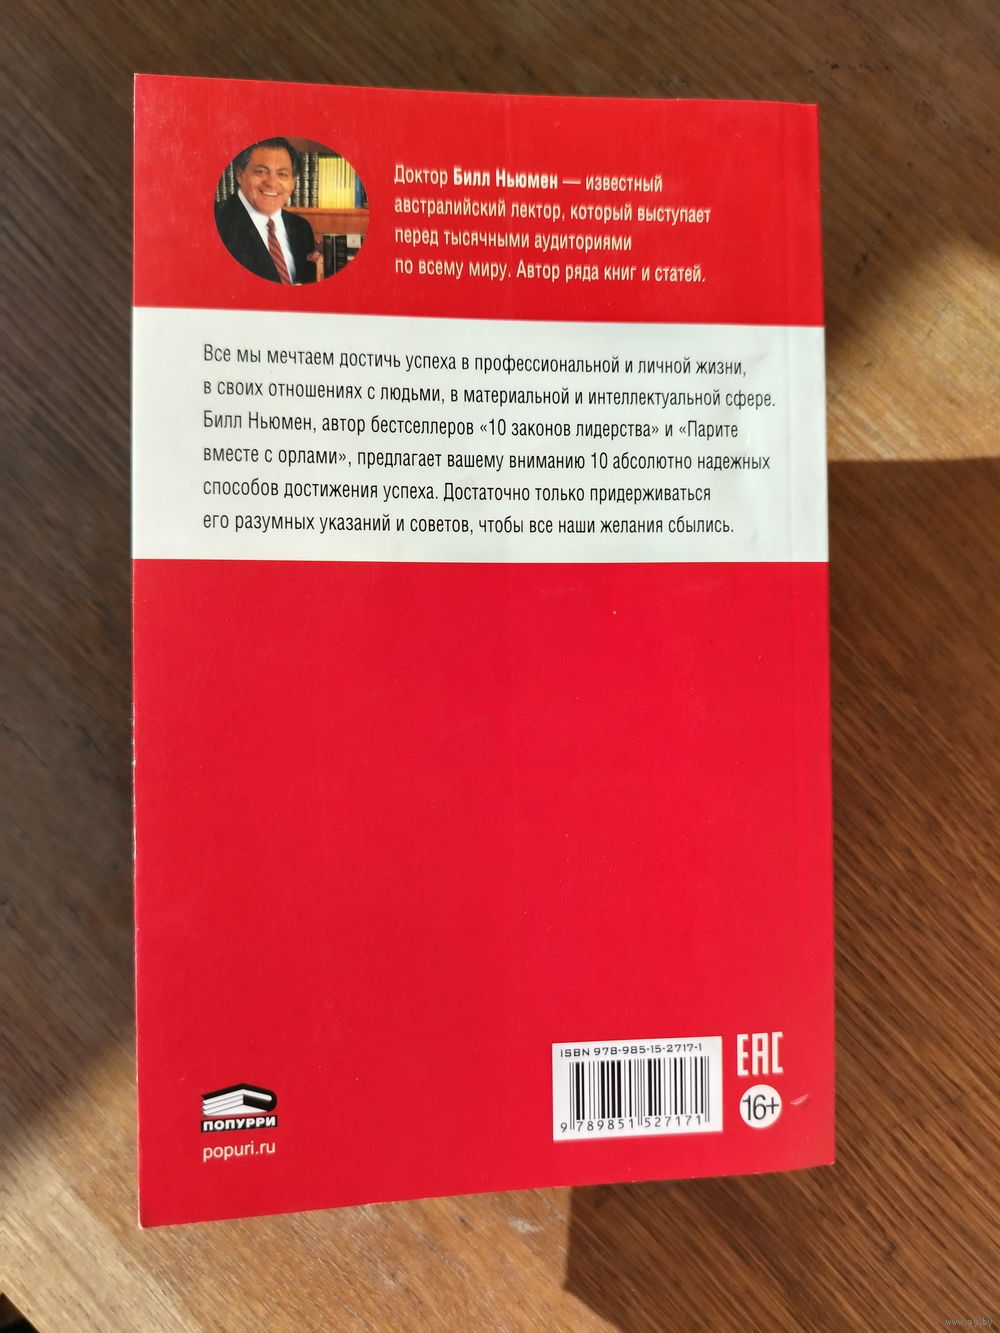 Доктор Билл Ньюмен — известный
австралийский лектор, который выступает
перед тысячными аудиториями
по всему миру. Автор ряда книг и статей.
Все мы мечтаем достичь успеха в профессиональной и личной жизни,
в своих отношениях с людьми, в материальной и интеллектуальной сфере.
Билл Ньюмен, автор бестселлеров «10 законов лидерства» и «Парите
вместе с орлами», предлагает вашему вниманию 10 абсолютно надежных
способов достижения успеха. Достаточно только придерживаться
его разумных указаний и советов, чтобы все наши желания сбылись.
ISBN 978-985-15-2717-1
9 789851 527171
EAC
16+
ПОПУРРИ
popuri.ru
www.ay.by